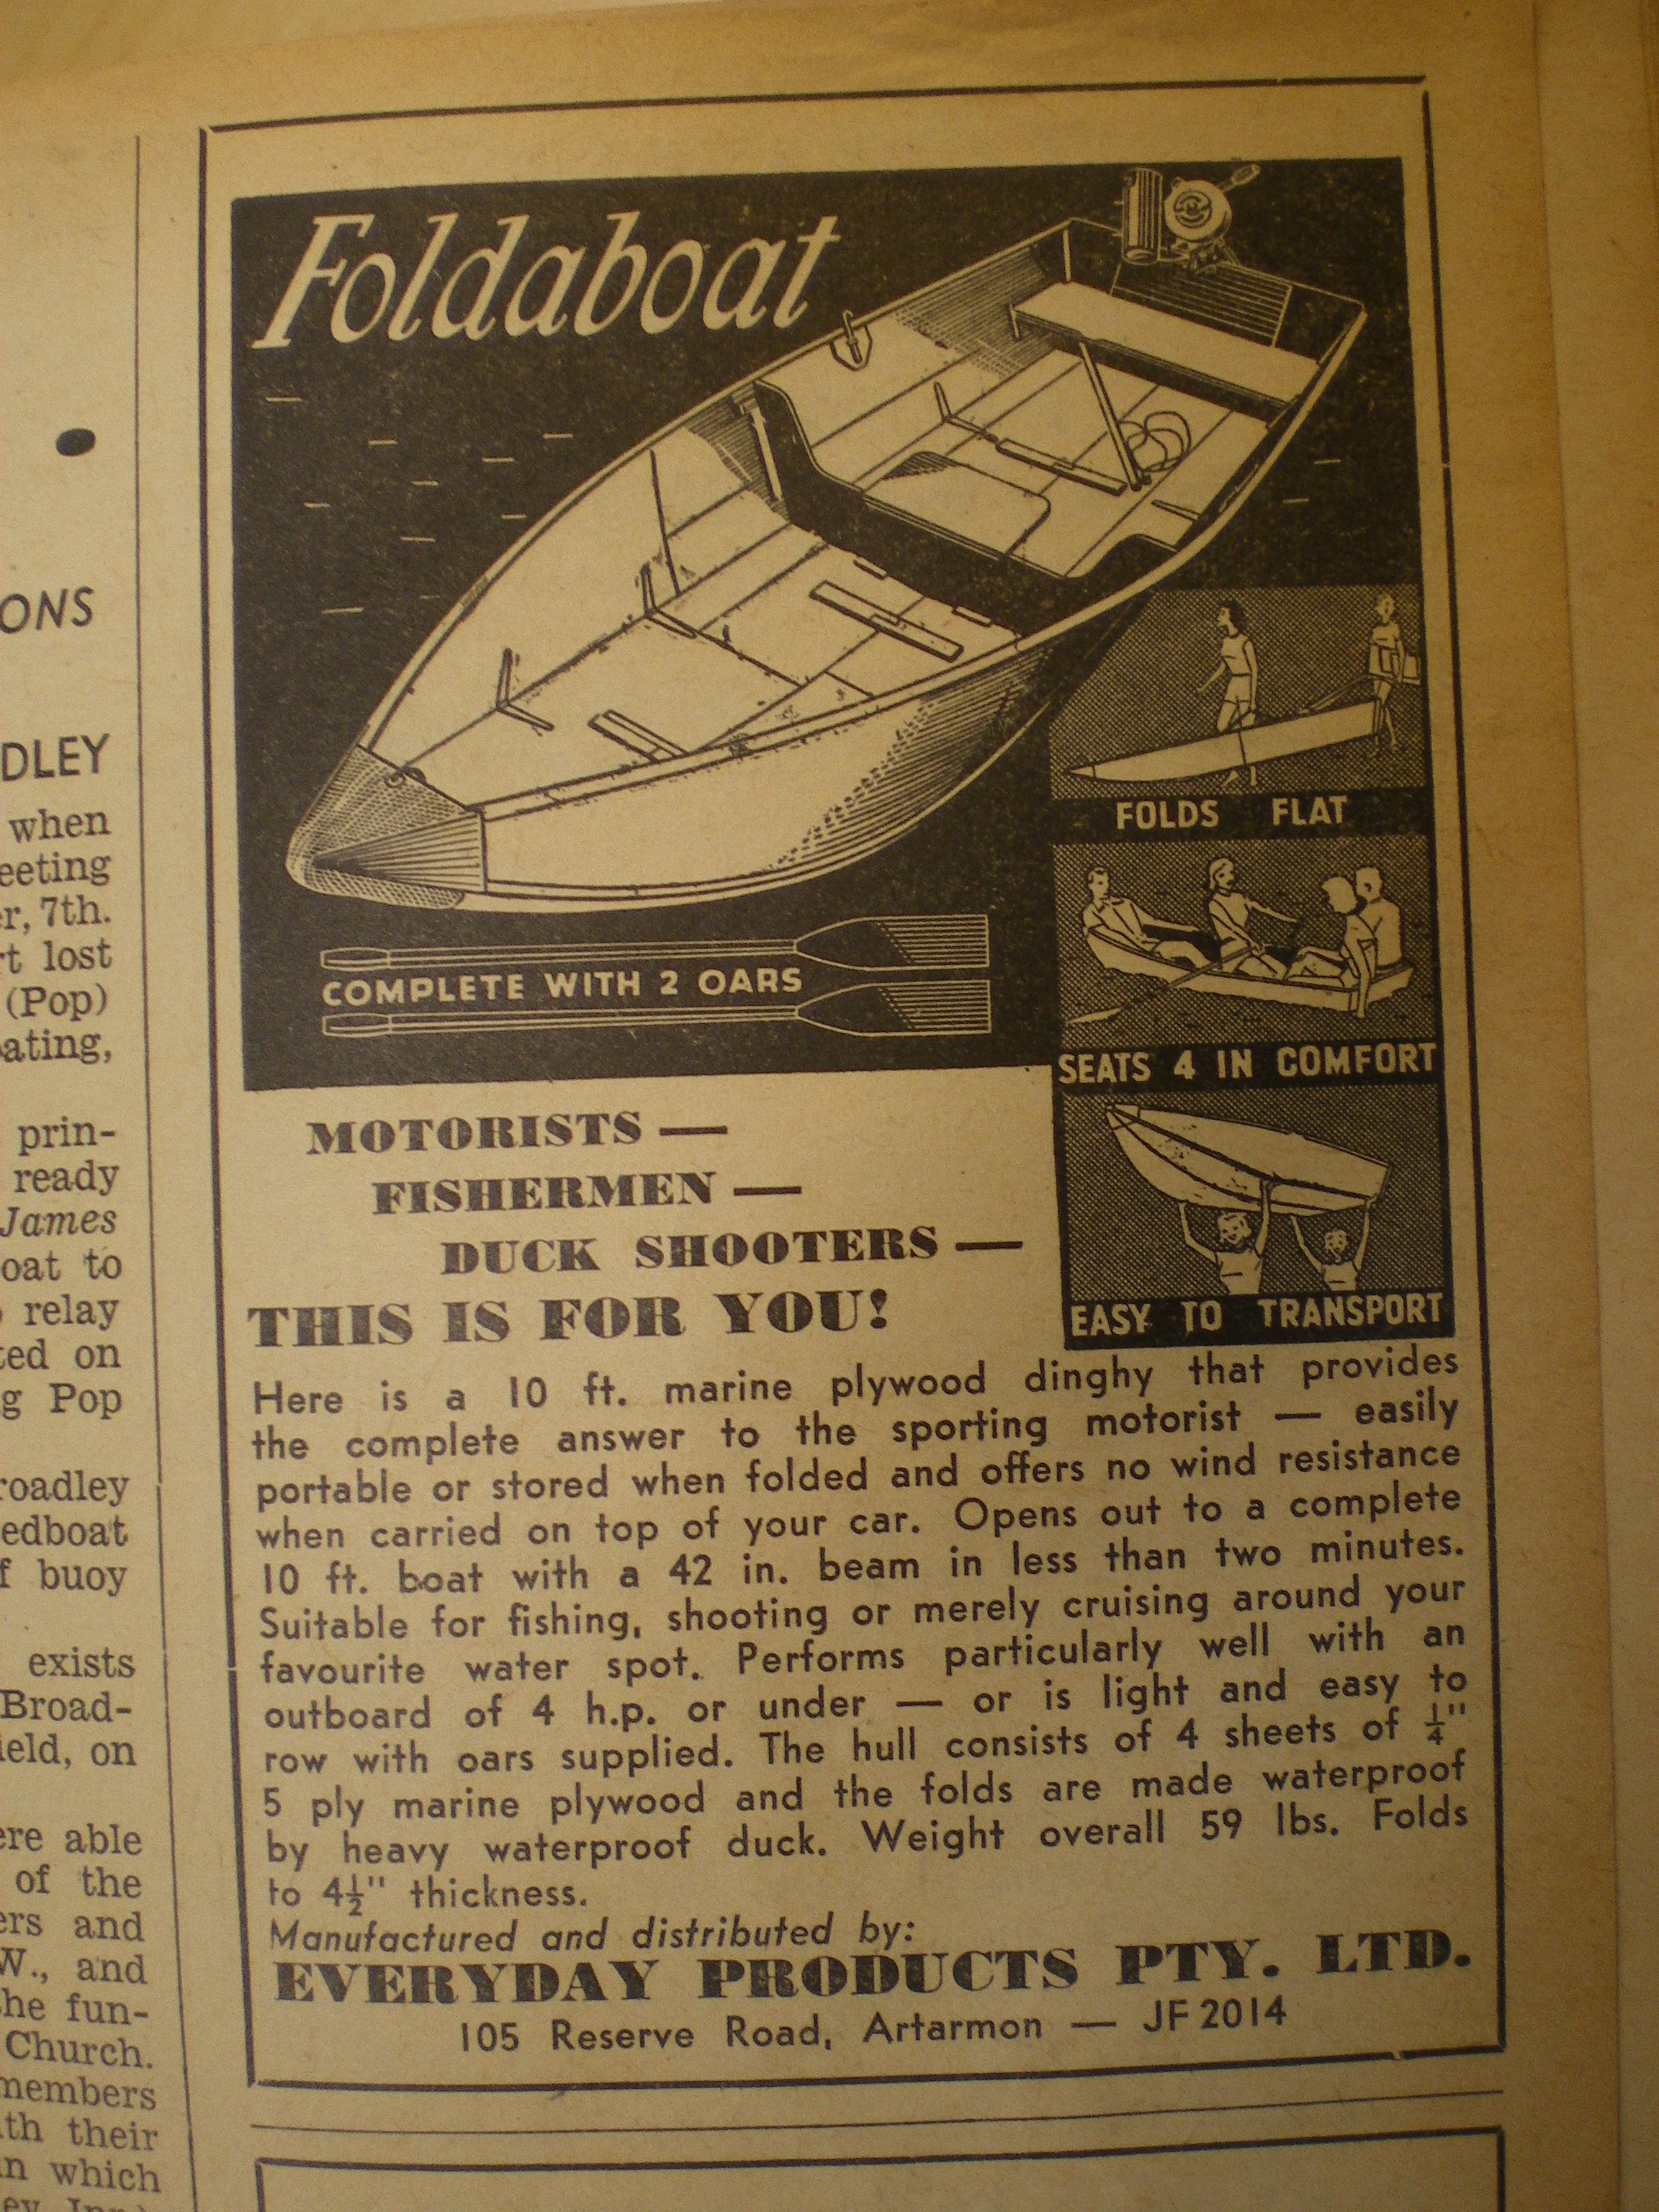 ONS
DLEY
when
eeting
er, 7th.
rt lost
(Pop)
oating,
prin-
ready
James
oat to
relay
ted on
g Pop
roadley
edboat
f buoy
exists
Broad-
ield, on
ere able
of the
ers and
W., and
he fun-
Church.
members
ith their
in which
Foldaboat
FOLDS FLAT
COMPLETE WITH 2 OARS
SEATS 4 IN COMFORT
EASY TO TRANSPORT
MOTORISTS —
FISHERMEN —
DUCK SHOOTERS —
THIS IS FOR YOU!
Here is a 10 ft. marine plywood dinghy that provides
the complete answer to the sporting motorist — easily
portable or stored when folded and offers no wind resistance
when carried on top of your car. Opens out to a complete
10 ft. boat with a 42 in. beam in less than two minutes.
Suitable for fishing, shooting or merely cruising around your
favourite water spot. Performs particularly well with an
outboard of 4 h.p. or under — or is light and easy to
row with oars supplied. The hull consists of 4 sheets of ¼"
5 ply marine plywood and the folds are made waterproof
by heavy waterproof duck. Weight overall 59 lbs. Folds
to 4½" thickness.
Manufactured and distributed by:
EVERYDAY PRODUCTS PTY. LTD.
105 Reserve Road, Artarmon — JF 2014